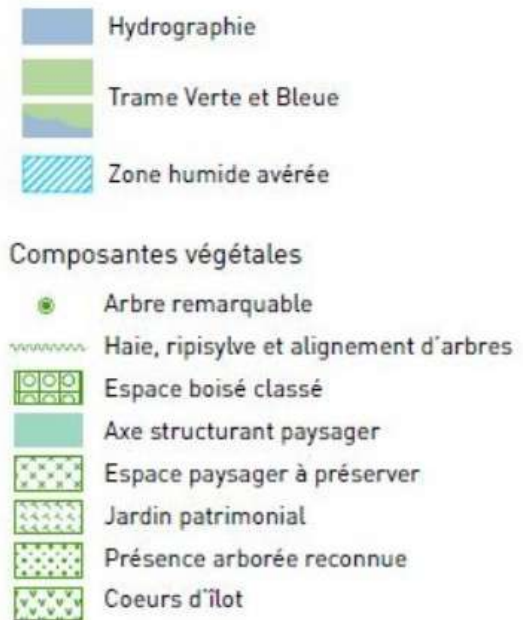 Hydrographie
Trame Verte et Bleue
Zone humide avérée
Composantes végétales
Arbre remarquable
Haie, ripisylve et alignement d'arbres
Espace boisé classé
Axe structurant paysager
Espace paysager à préserver
Jardin patrimonial
Présence arborée reconnue
Coeurs d'îlot